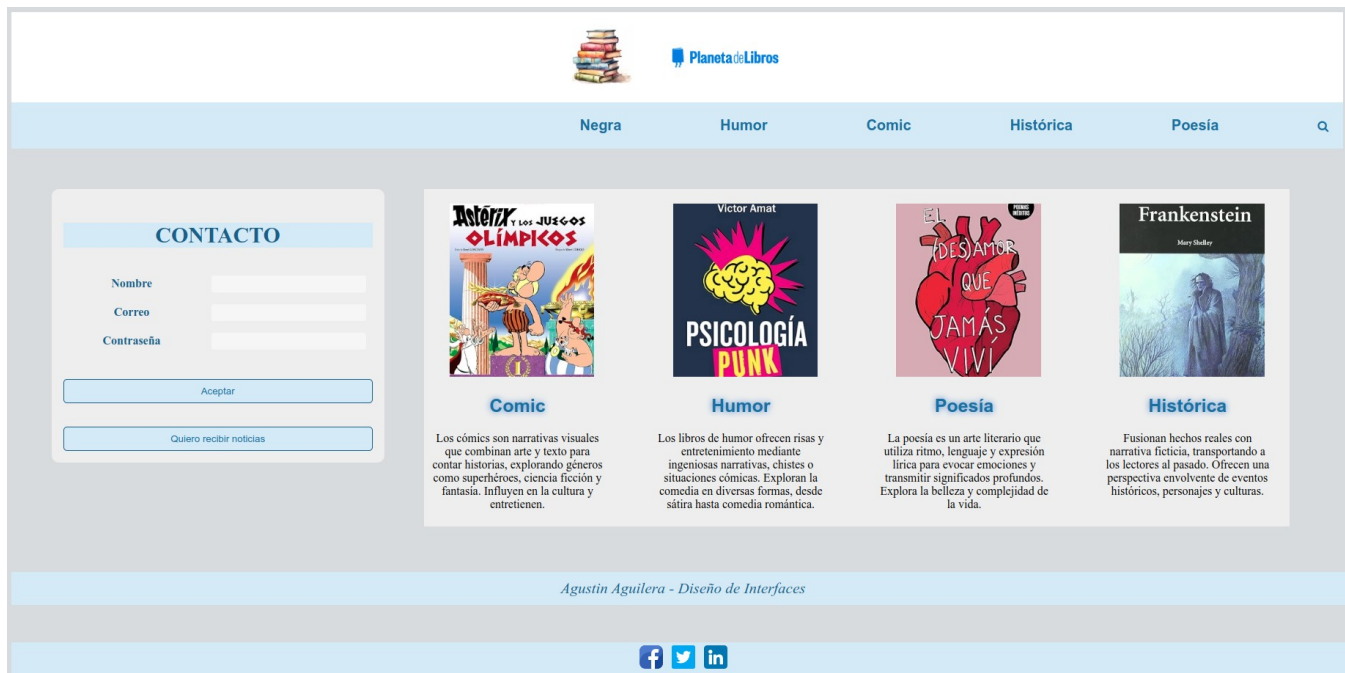 PlanetadeLibros
Negra Humor Comic Histórica Poesía
CONTACTO
Nombre
Correo
Contraseña
Aceptar
Quiero recibir noticias
Astérix Y LOS JUEGOS
OLÍMPICOS
1
Comic
Los cómics son narrativas visuales
que combinan arte y texto para
contar historias, explorando géneros
como superhéroes, ciencia ficción y
fantasía. Influyen en la cultura y
entretienen.
Victor Amat
PSICOLOGÍA
PUNK
Humor
Los libros de humor ofrecen risas y
entretenimiento mediante
ingeniosas narrativas, chistes o
situaciones cómicas. Exploran la
comedia en diversas formas, desde
sátira hasta comedia romántica.
POEMAS
INÉDITOS
EL
(DES)AMOR
QUE
JAMÁS
VIVÍ
Poesía
La poesía es un arte literario que
utiliza ritmo, lenguaje y expresión
lírica para evocar emociones y
transmitir significados profundos.
Explora la belleza y complejidad de
la vida.
Frankenstein
Mary Shelley
Histórica
Fusionan hechos reales con
narrativa ficticia, transportando a
los lectores al pasado. Ofrecen una
perspectiva envolvente de eventos
históricos, personajes y culturas.
Agustin Aguilera - Diseño de Interfaces
f
in